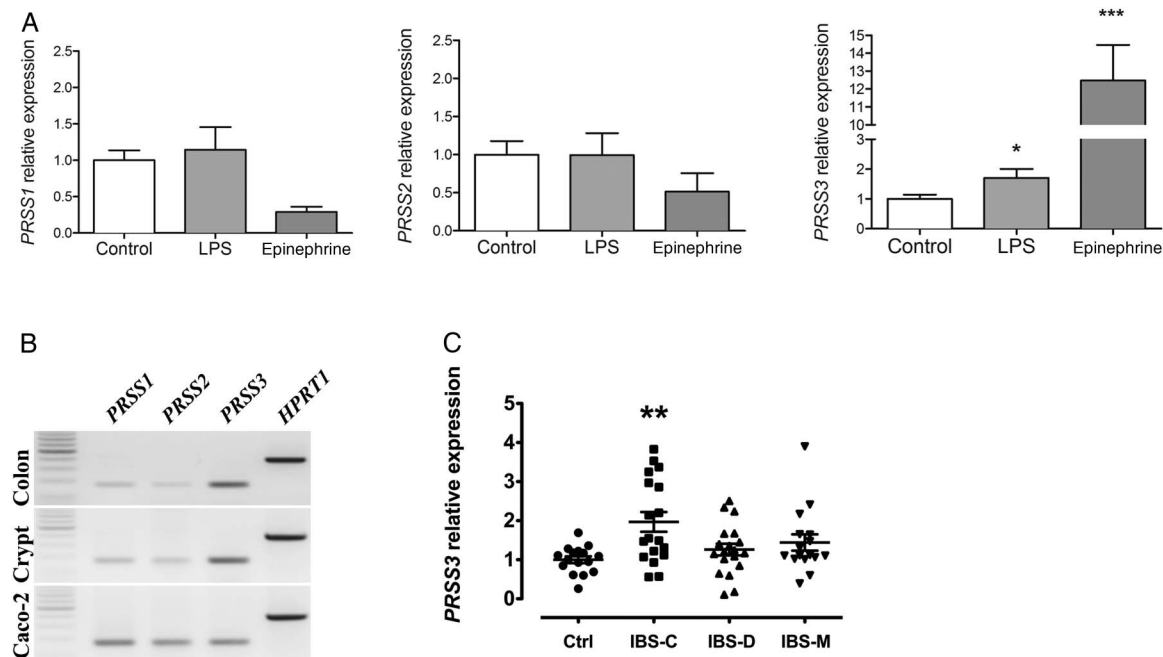 A
PRSS1 relative expression
2.5
2.0
1.5
1.0
0.5
0.0
Control LPS Epinephrine
PRSS2 relative expression
2.5
2.0
1.5
1.0
0.5
0.0
Control LPS Epinephrine
PRSS3 relative expression
15
14
13
12
11
10
4
3
2
1
0
*
***
Control LPS Epinephrine
B
PRSS1 PRSS2 PRSS3 HPRT1
Colon
Crypt
Caco-2
C
PRSS3 relative expression
5
4
3
2
1
0
**
Ctrl IBS-C IBS-D IBS-M